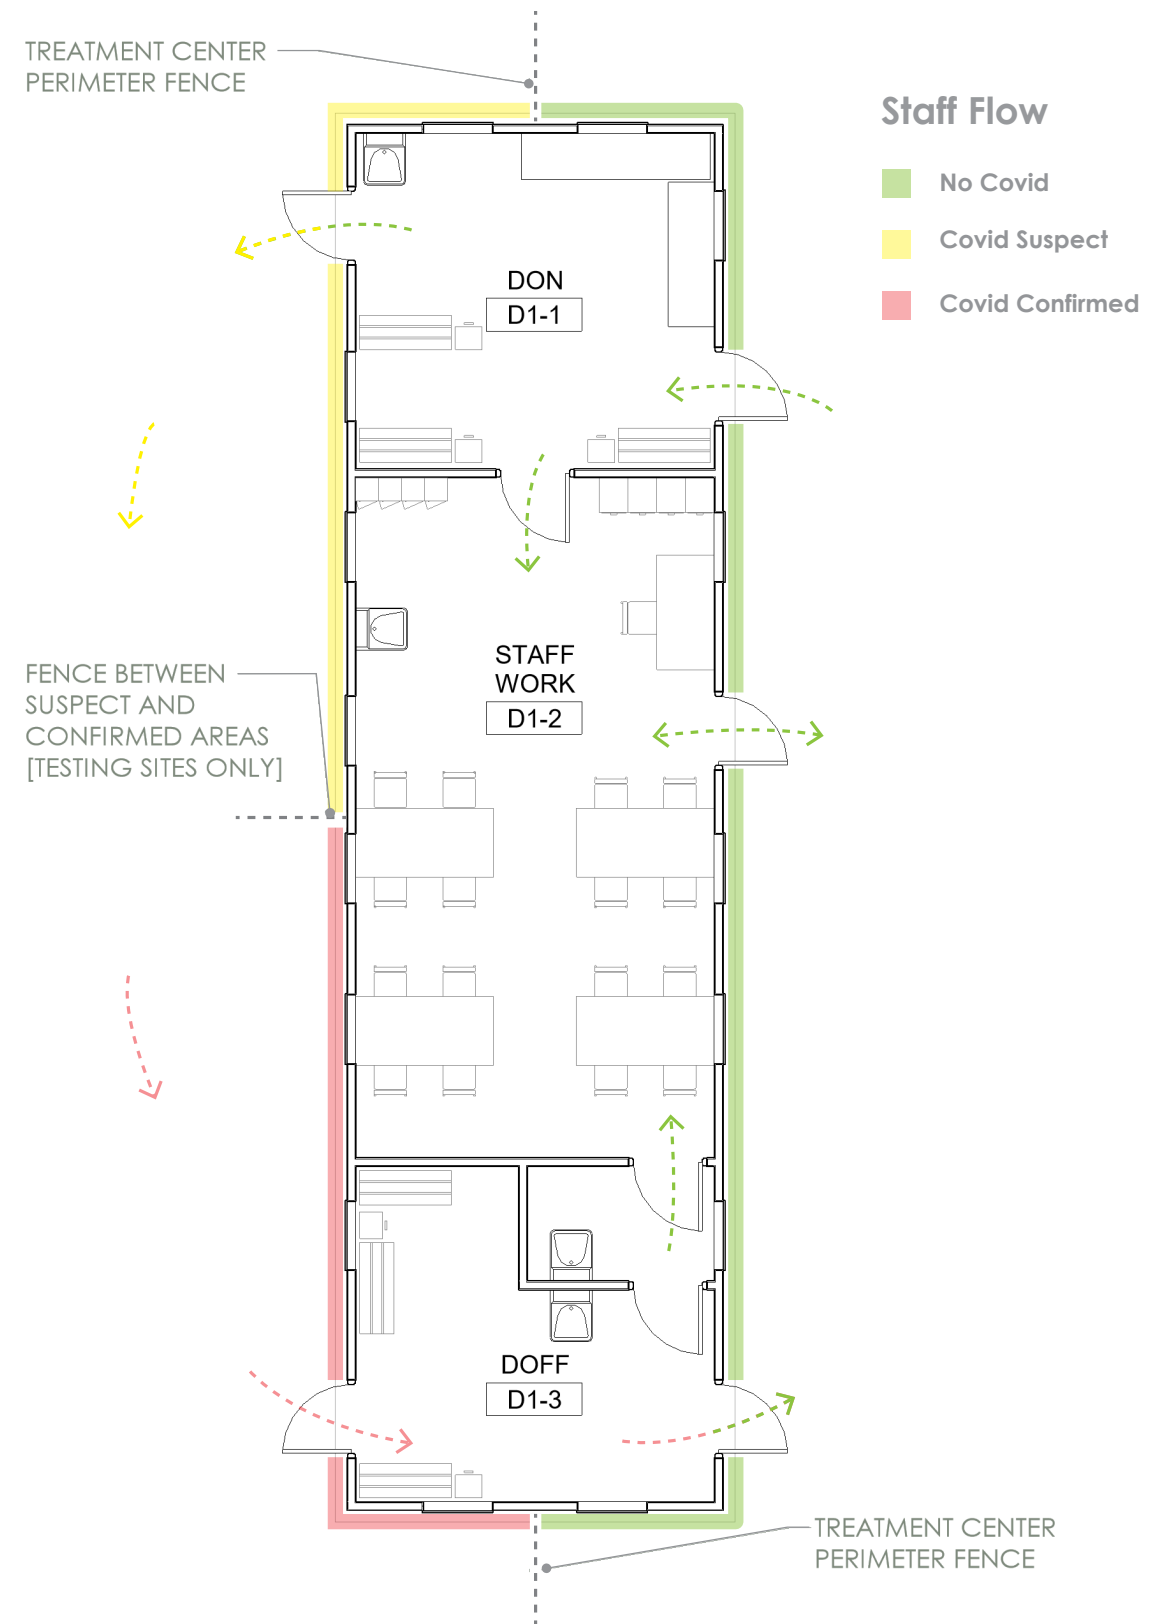 TREATMENT CENTER
PERIMETER FENCE
Staff Flow
No Covid
Covid Suspect
Covid Confirmed
DON
D1-1
STAFF
WORK
D1-2
FENCE BETWEEN
SUSPECT AND
CONFIRMED AREAS
[TESTING SITES ONLY]
DOFF
D1-3
TREATMENT CENTER
PERIMETER FENCE